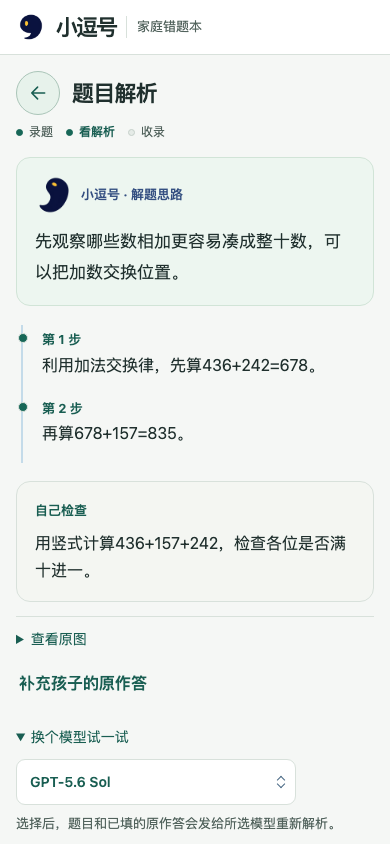 小逗号 家庭错题本
题目解析
录题 看解析 收录
小逗号 · 解题思路
先观察哪些数相加更容易凑成整十数，可
以把加数交换位置。
第 1 步
利用加法交换律，先算436+242=678。
第 2 步
再算678+157=835。
自己检查
用竖式计算436+157+242，检查各位是否满
十进一。
查看原图
补充孩子的原作答
换个模型试一试
GPT-5.6 Sol
选择后，题目和已填的原作答会发给所选模型重新解析。